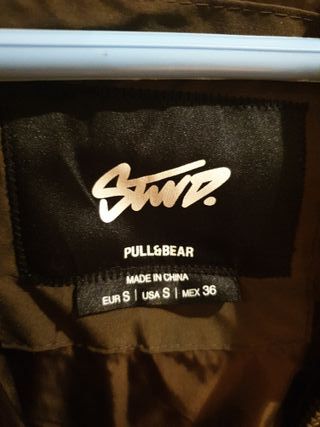 STWD.
PULL&BEAR
MADE IN CHINA
EUR S | USA S | MEX 36